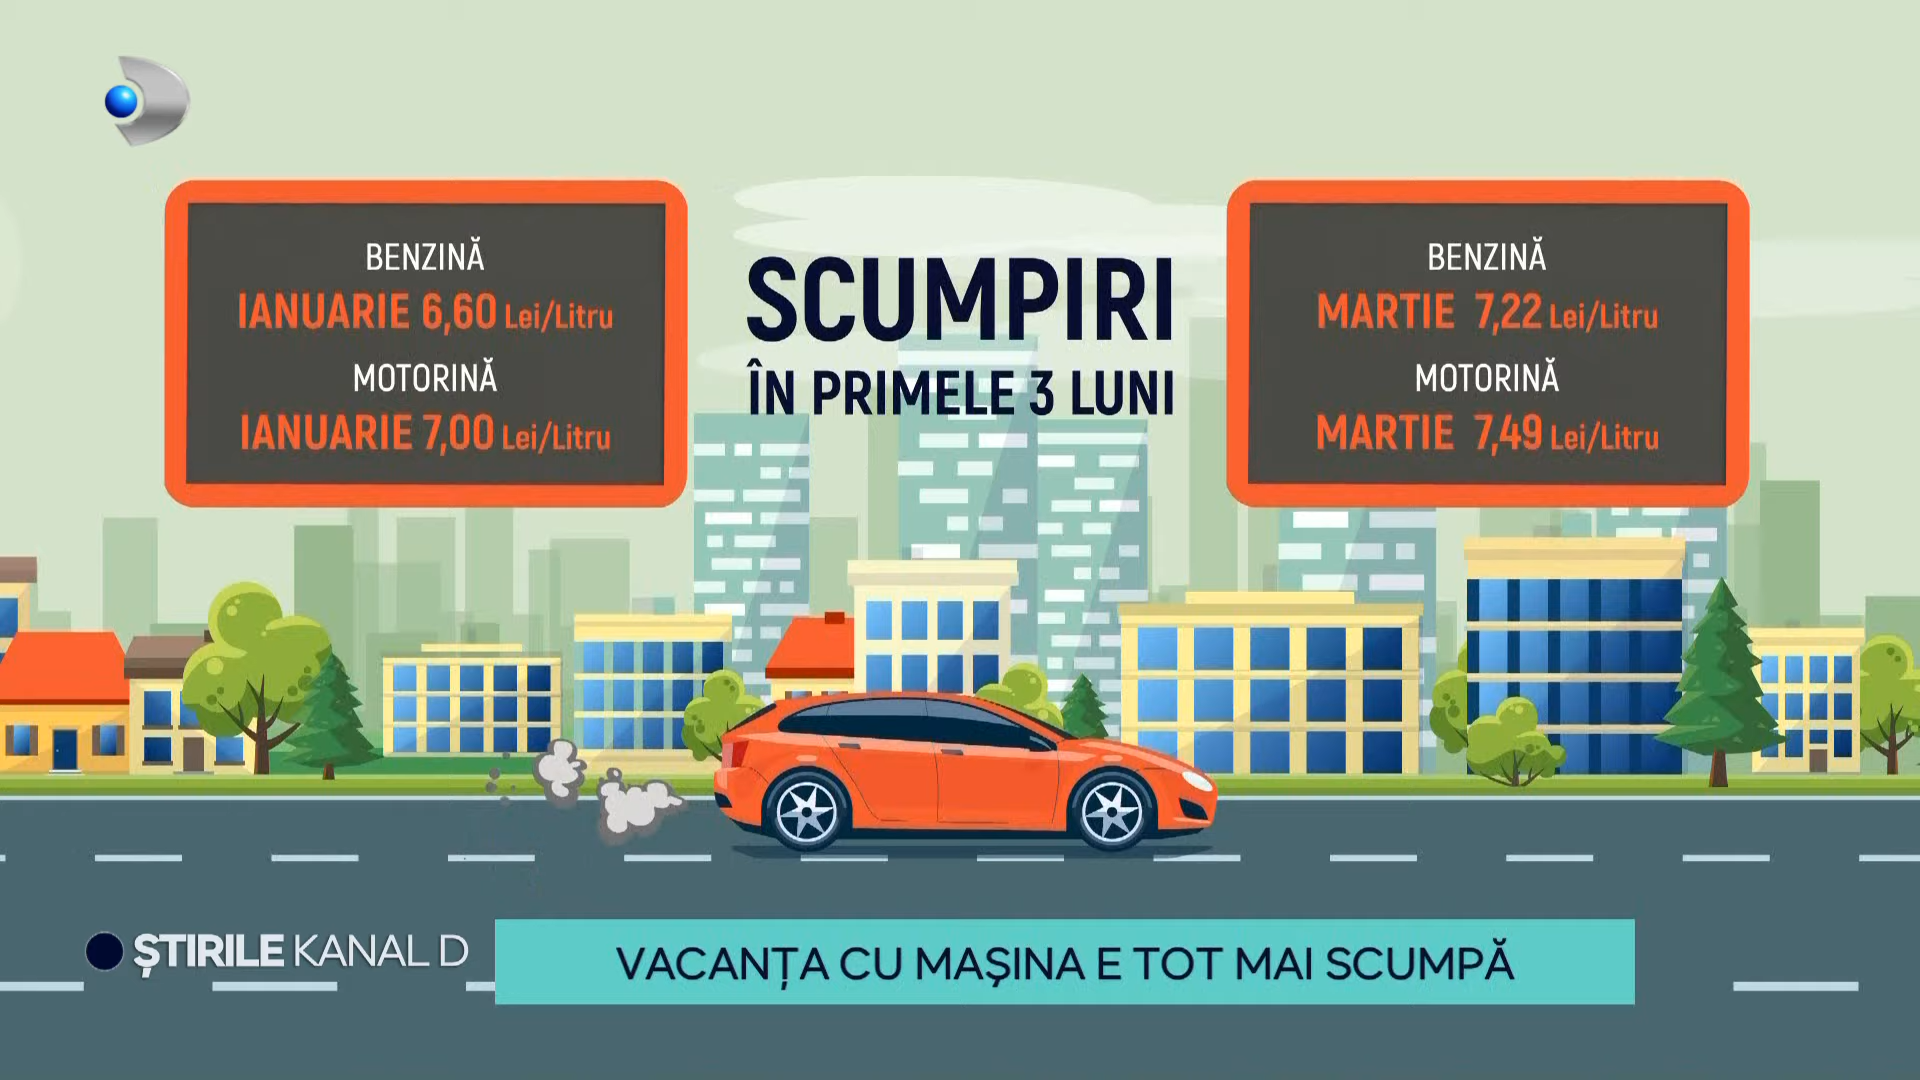 BENZINĂ
IANUARIE 6,60 Lei/Litru
MOTORINĂ
IANUARIE 7,00 Lei/Litru
SCUMPIRI
ÎN PRIMELE 3 LUNI
BENZINĂ
MARTIE 7,22 Lei/Litru
MOTORINĂ
MARTIE 7,49 Lei/Litru
ȘTIRILE KANAL D
VACANȚA CU MAȘINA E TOT MAI SCUMPĂ